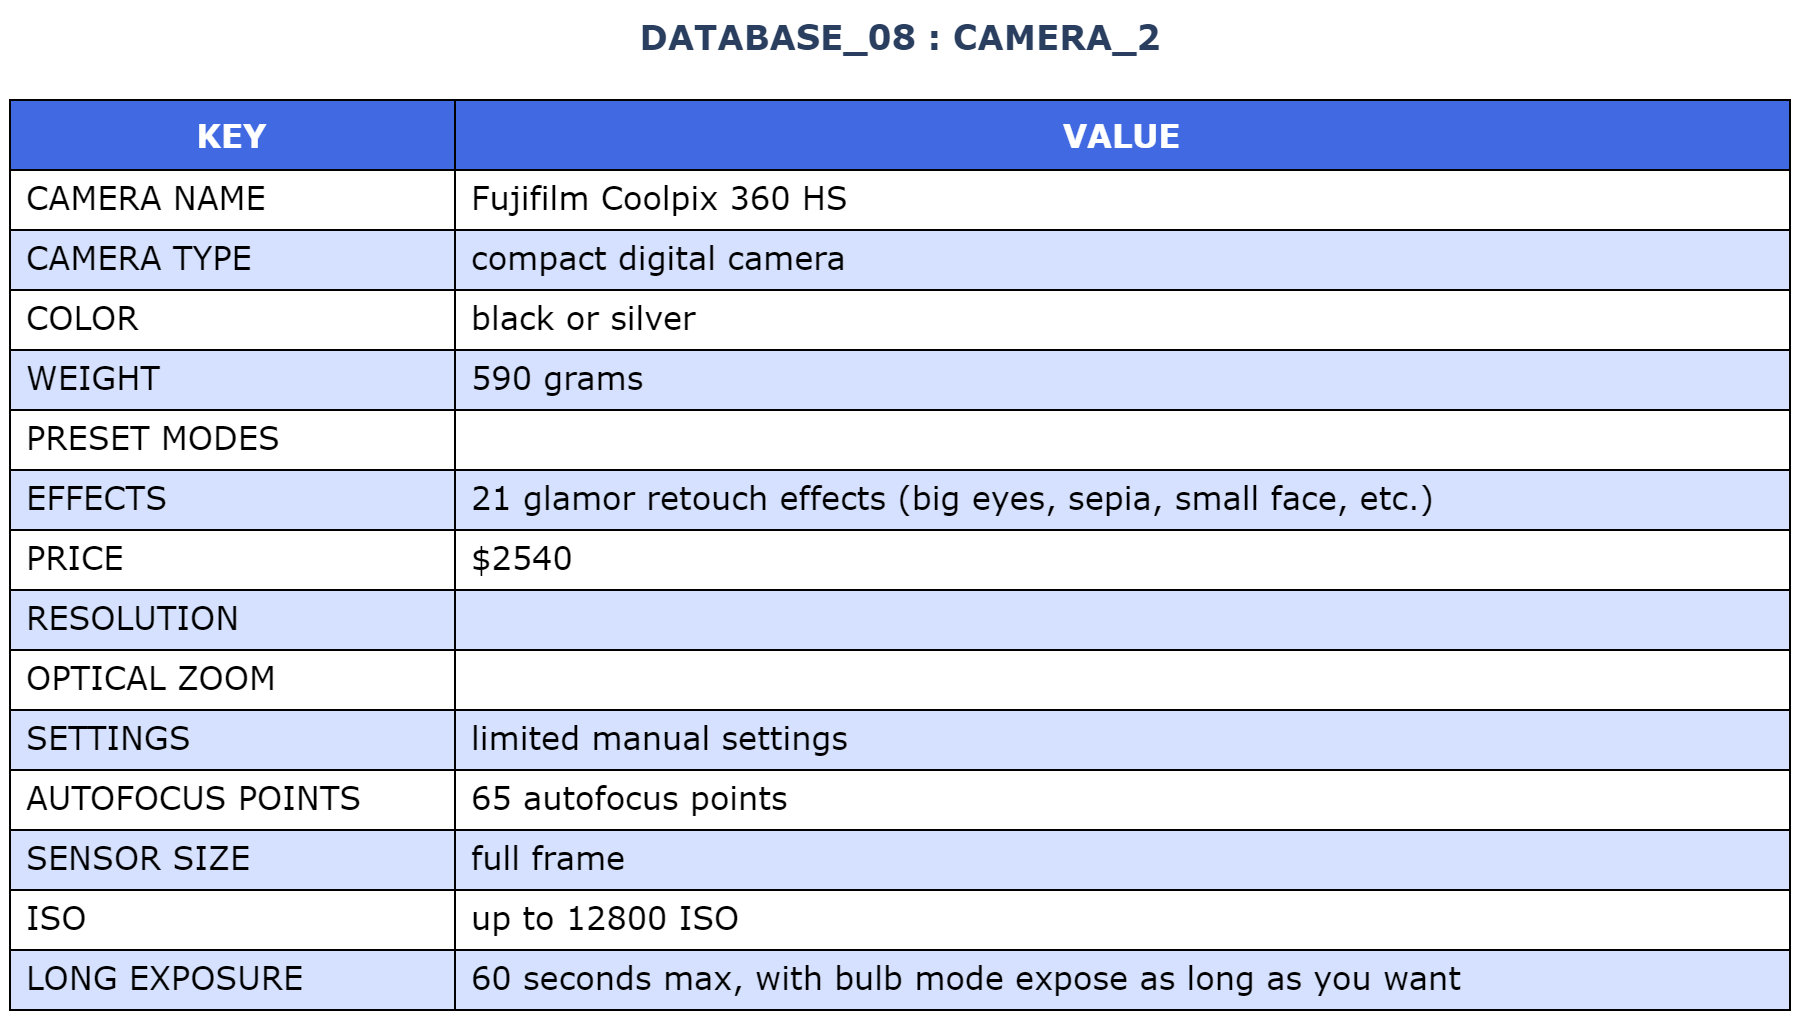 DATABASE_08 : CAMERA_2
KEY VALUE
CAMERA NAME Fujifilm Coolpix 360 HS
CAMERA TYPE compact digital camera
COLOR black or silver
WEIGHT 590 grams
PRESET MODES
EFFECTS 21 glamor retouch effects (big eyes, sepia, small face, etc.)
PRICE $2540
RESOLUTION
OPTICAL ZOOM
SETTINGS limited manual settings
AUTOFOCUS POINTS 65 autofocus points
SENSOR SIZE full frame
ISO up to 12800 ISO
LONG EXPOSURE 60 seconds max, with bulb mode expose as long as you want